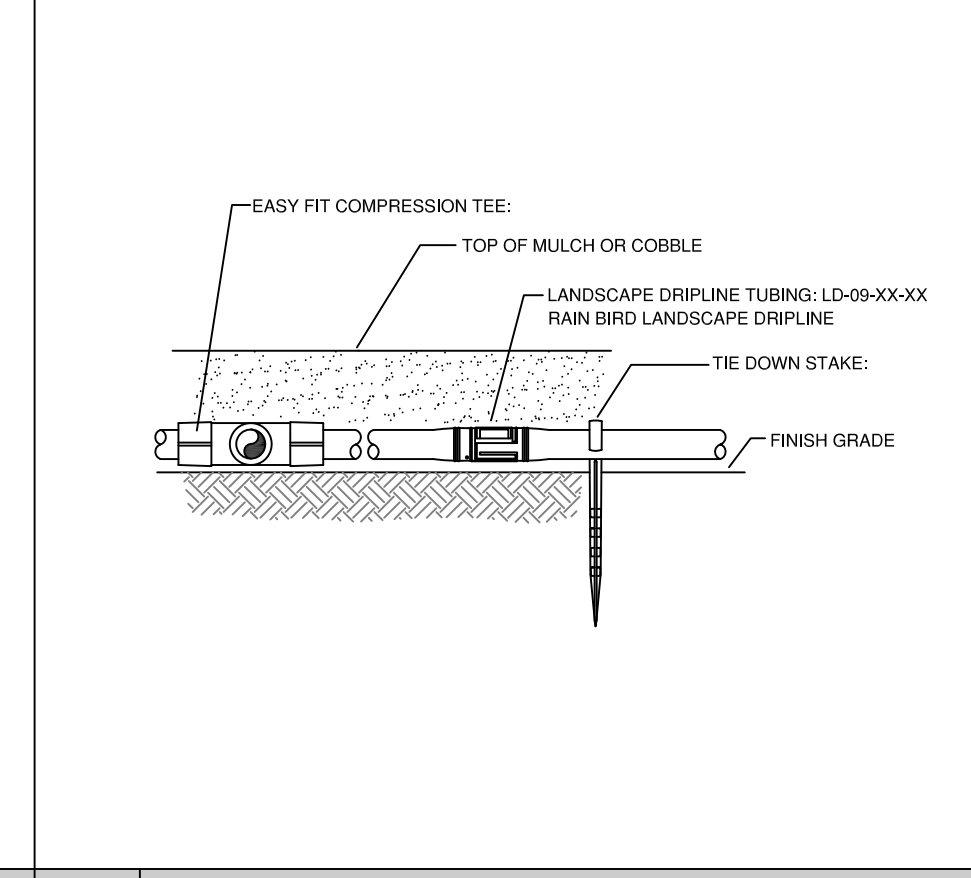 EASY FIT COMPRESSION TEE:
TOP OF MULCH OR COBBLE
LANDSCAPE DRIPLINE TUBING: LD-09-XX-XX
RAIN BIRD LANDSCAPE DRIPLINE
TIE DOWN STAKE:
FINISH GRADE